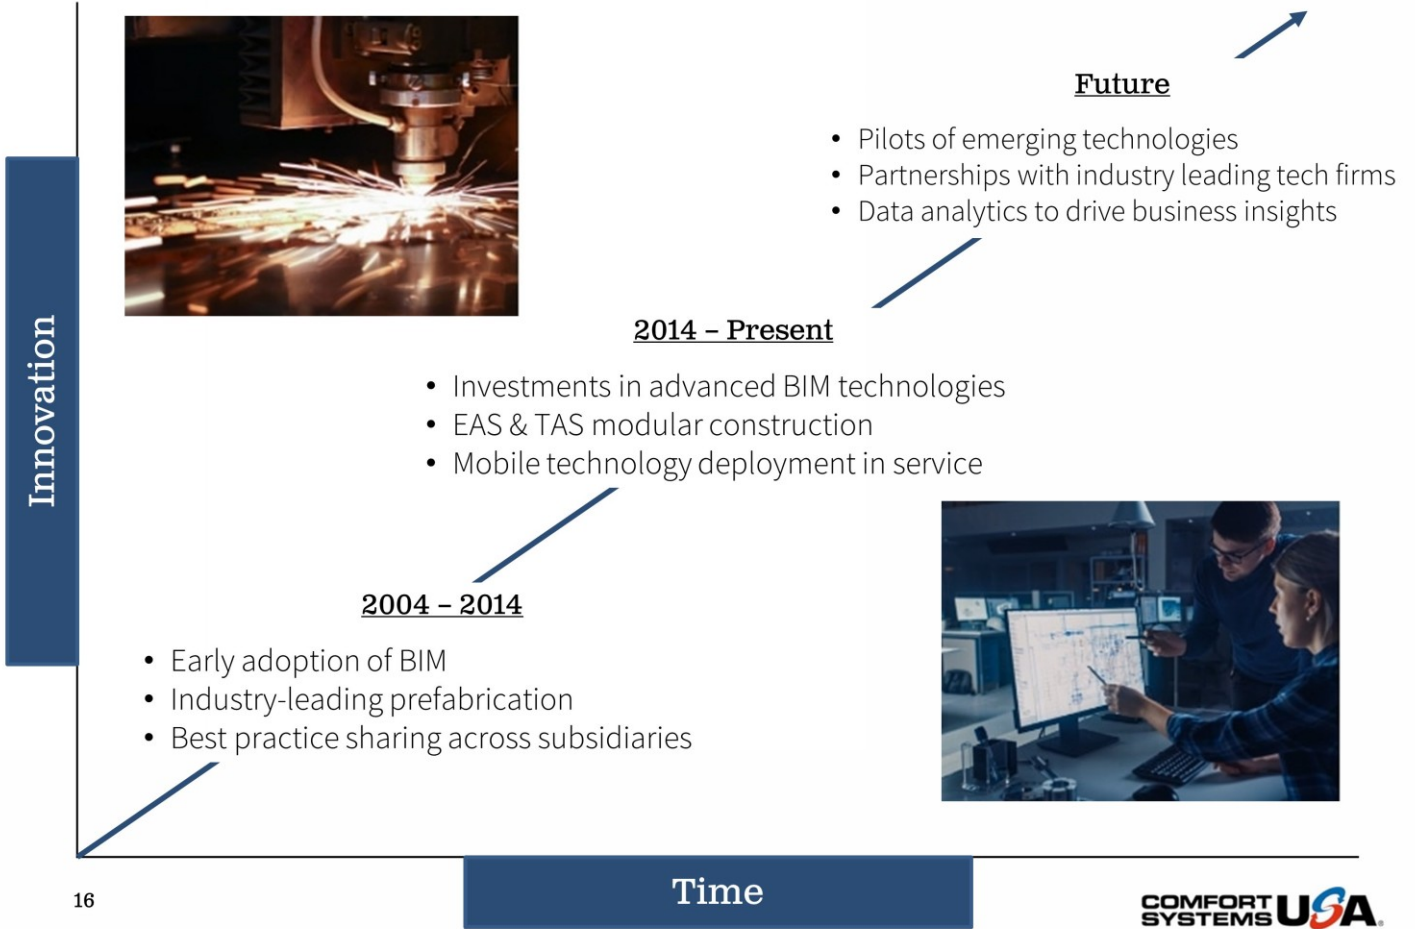 Future
• Pilots of emerging technologies
• Partnerships with industry leading tech firms
• Data analytics to drive business insights
2014 – Present
• Investments in advanced BIM technologies
• EAS & TAS modular construction
• Mobile technology deployment in service
2004 – 2014
• Early adoption of BIM
• Industry-leading prefabrication
• Best practice sharing across subsidiaries
Innovation
Time
16
COMFORT
SYSTEMS USA